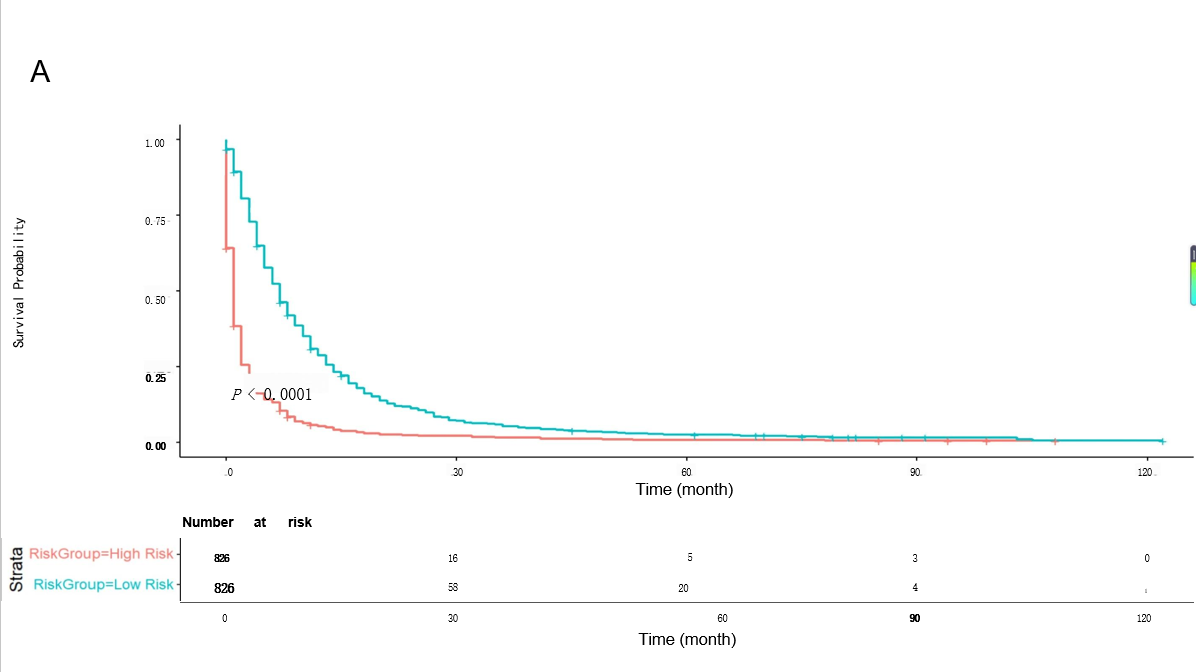 A
Survival Probability
1.00
0.75
0.50
0.25
0.00
P < 0.0001
0 30 60 90 120
Time (month)
Number at risk
Strata
RiskGroup=High Risk 826 16 5 3 0
RiskGroup=Low Risk 826 58 20 4
0 30 60 90 120
Time (month)